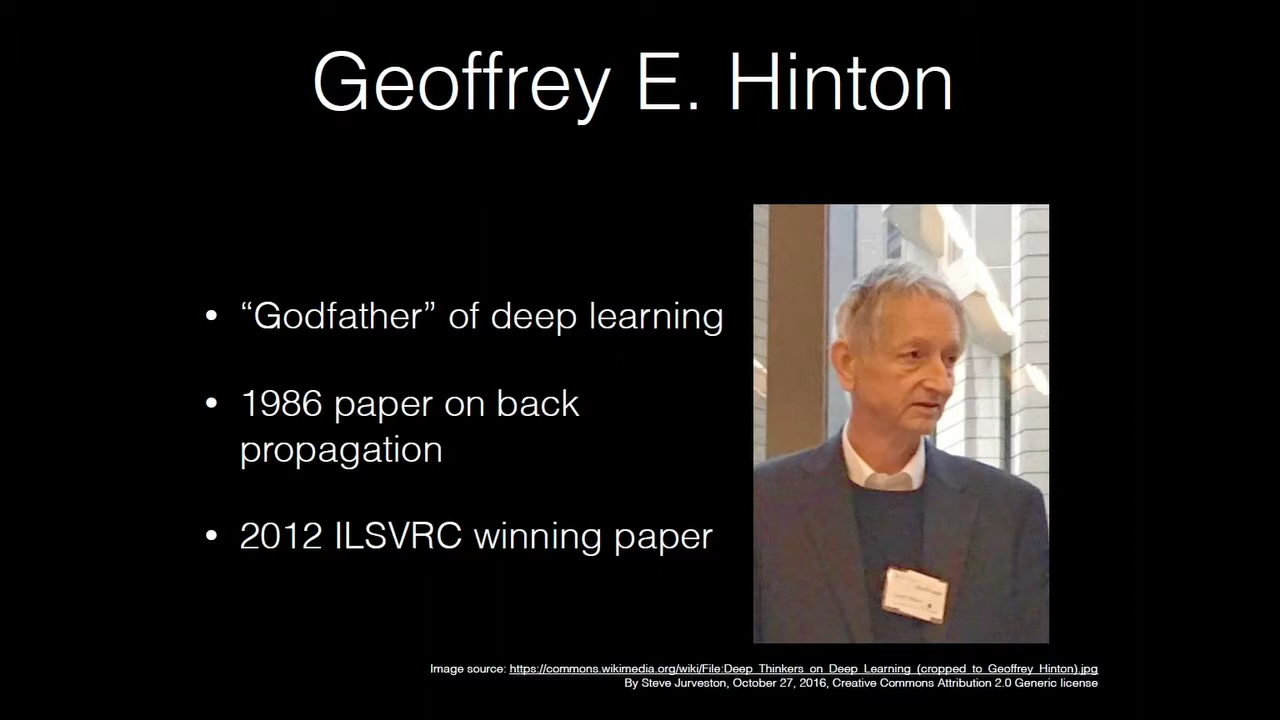 Geoffrey E. Hinton
• “Godfather” of deep learning
• 1986 paper on back
propagation
• 2012 ILSVRC winning paper
Image source: https://commons.wikimedia.org/wiki/File:Deep_Thinkers_on_Deep_Learning_(cropped_to_Geoffrey_Hinton).jpg
By Steve Jurveston, October 27, 2016, Creative Commons Attribution 2.0 Generic license